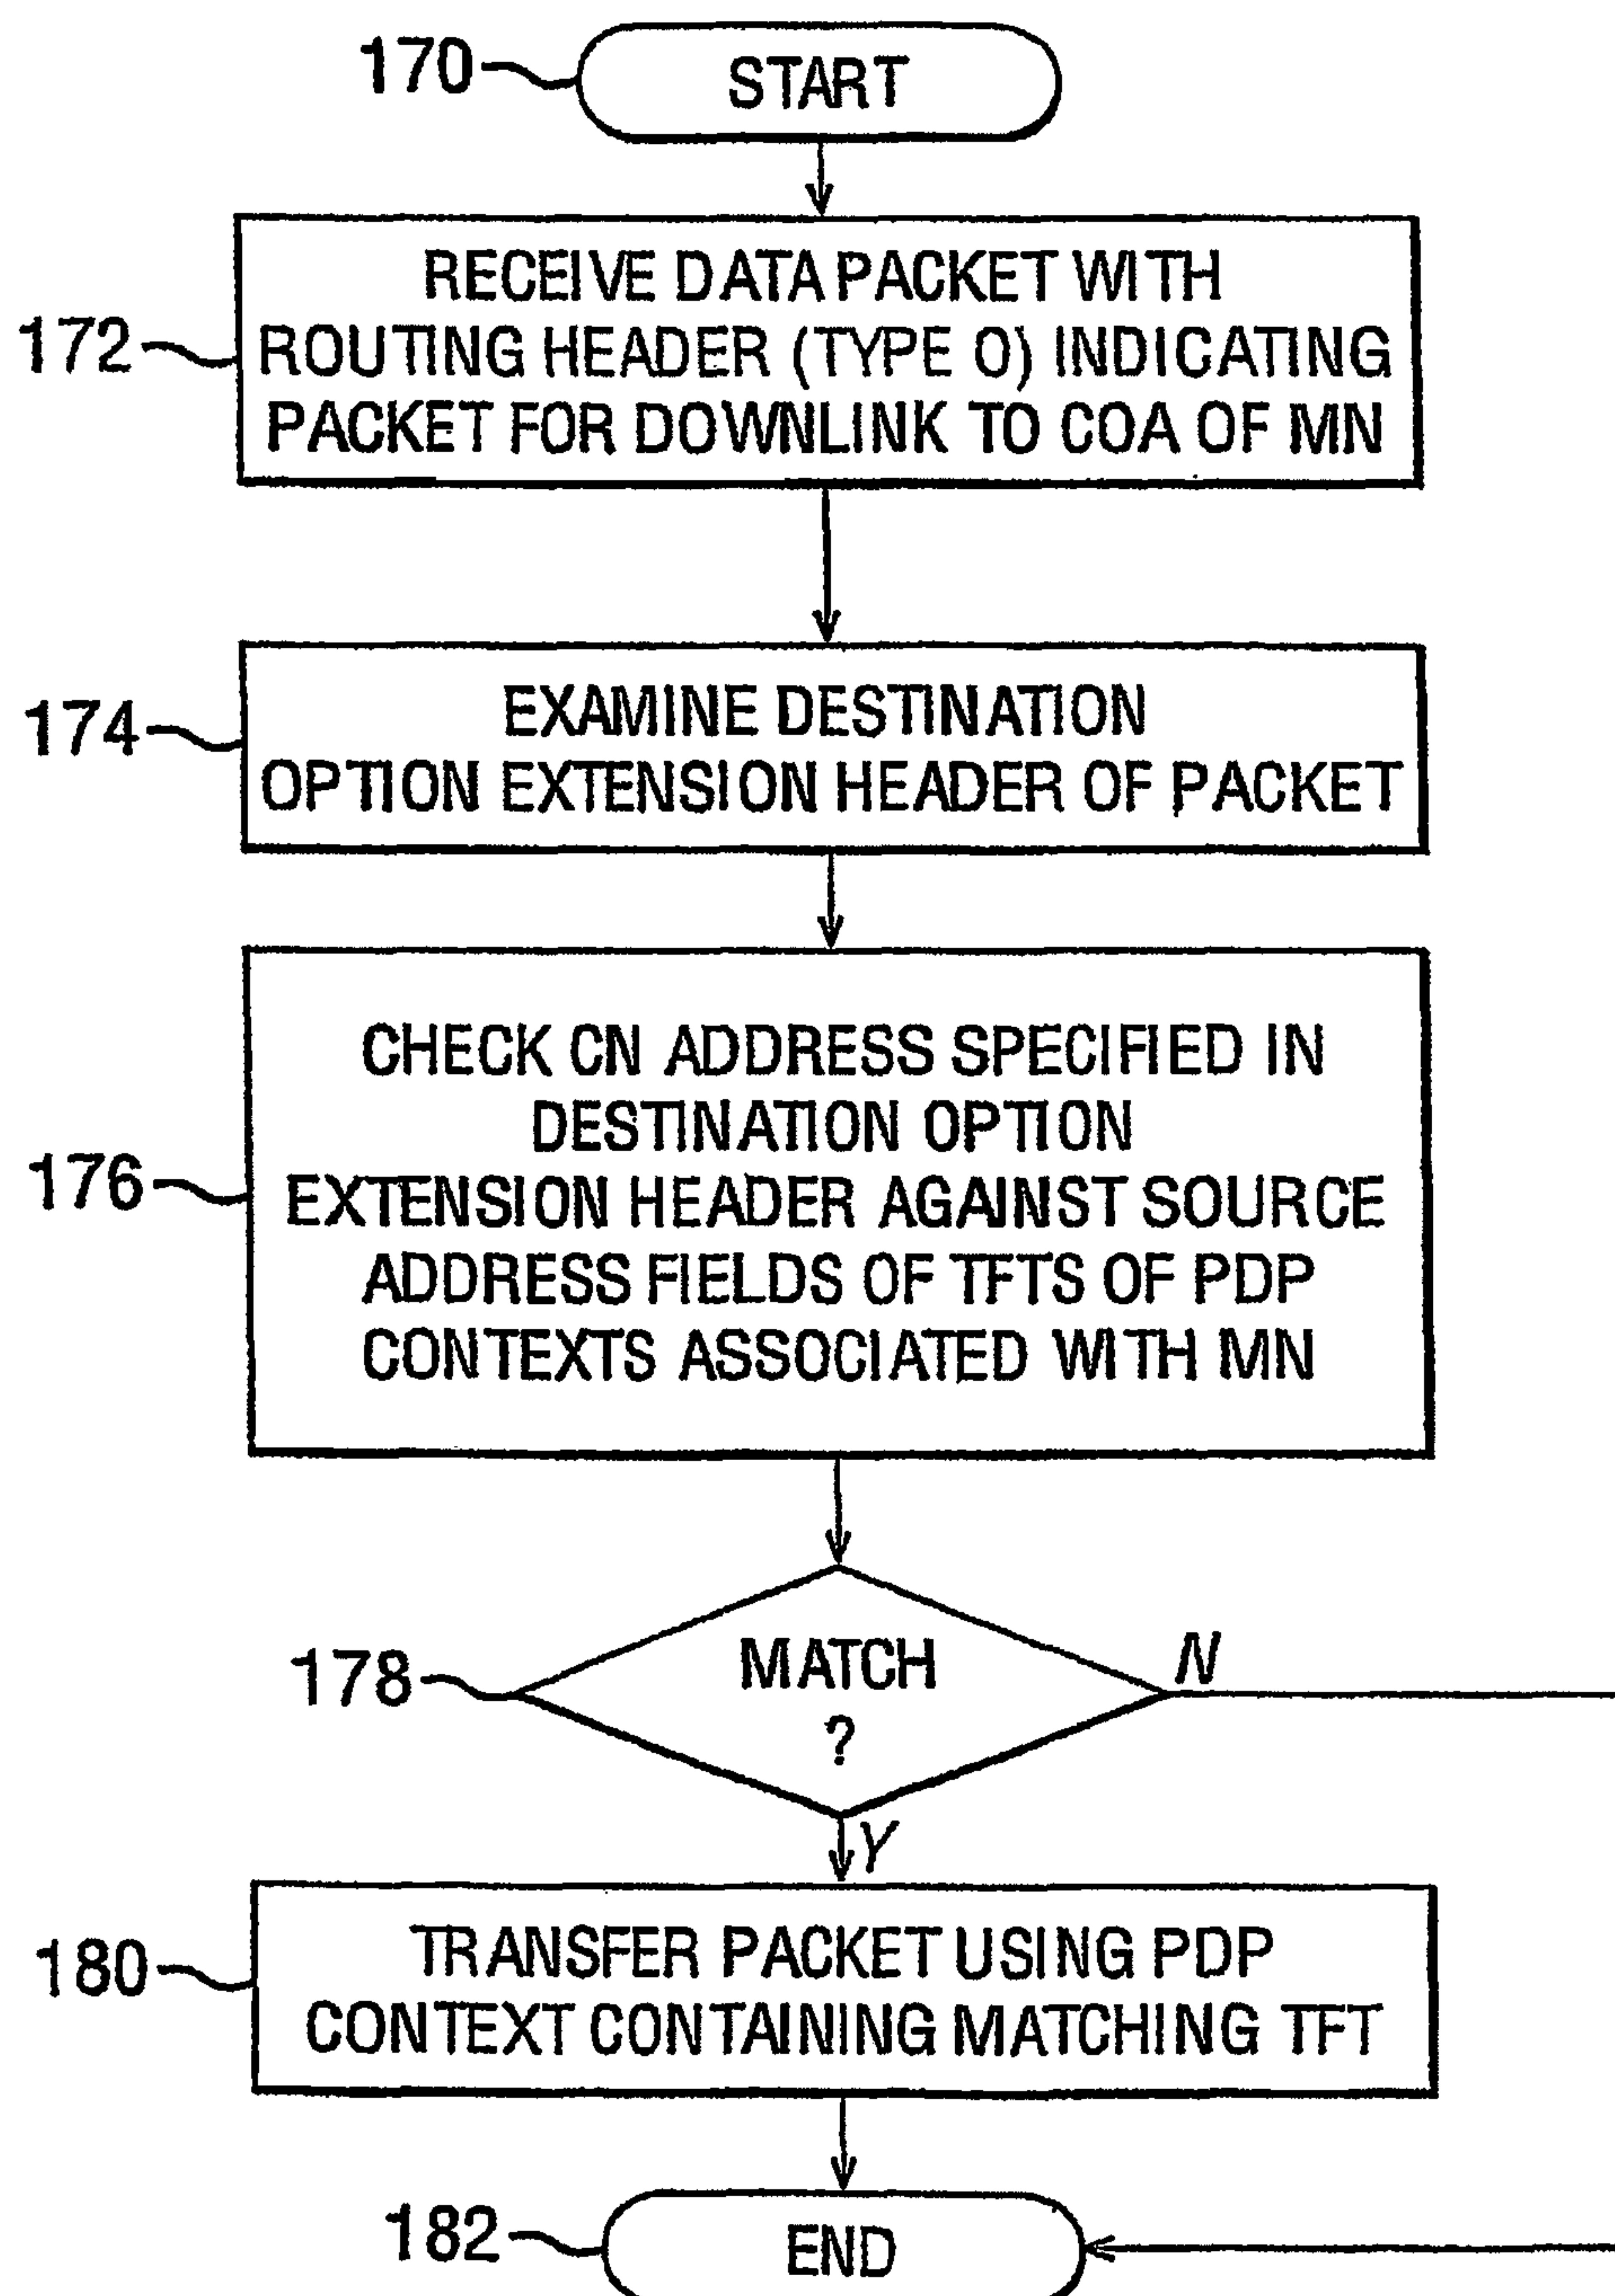 170
START
172
RECEIVE DATA PACKET WITH
ROUTING HEADER (TYPE 0) INDICATING
PACKET FOR DOWNLINK TO COA OF MN
174
EXAMINE DESTINATION
OPTION EXTENSION HEADER OF PACKET
176
CHECK CN ADDRESS SPECIFIED IN
DESTINATION OPTION
EXTENSION HEADER AGAINST SOURCE
ADDRESS FIELDS OF TFTS OF PDP
CONTEXTS ASSOCIATED WITH MN
178
MATCH
?
N
Y
180
TRANSFER PACKET USING PDP
CONTEXT CONTAINING MATCHING TFT
182
END